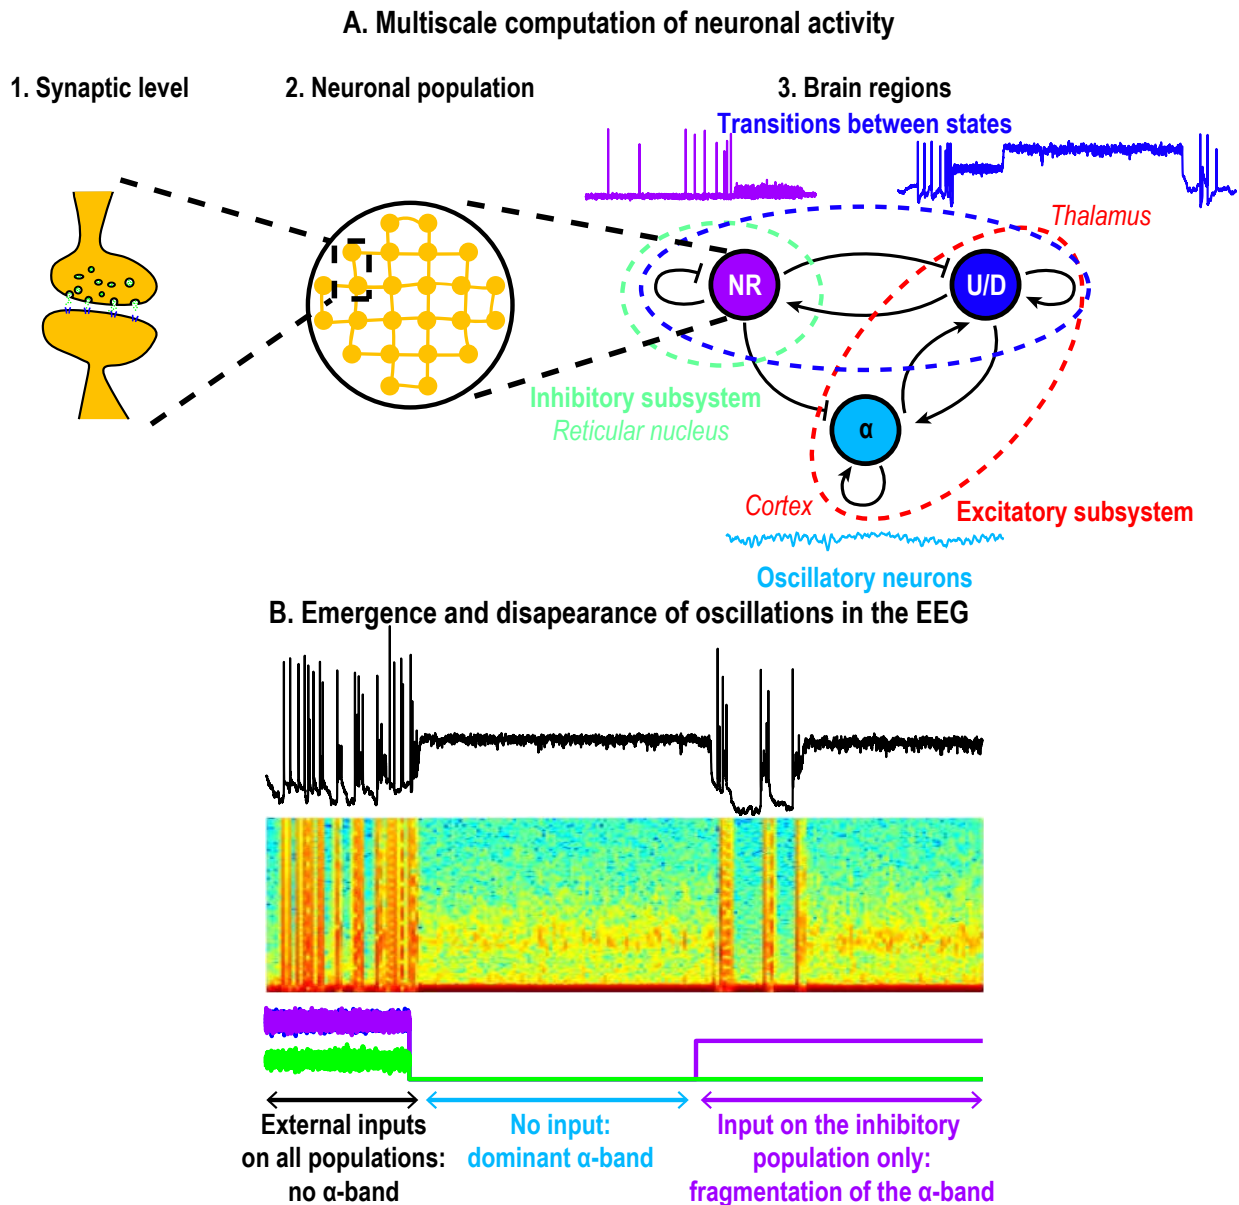 A. Multiscale computation of neuronal activity
1. Synaptic level
2. Neuronal population
3. Brain regions
Transitions between states
Thalamus
NR
U/D
Inhibitory subsystem
Reticular nucleus
α
Cortex
Excitatory subsystem
Oscillatory neurons
B. Emergence and disapearance of oscillations in the EEG
External inputs
on all populations:
no α-band
No input:
dominant α-band
Input on the inhibitory
population only:
fragmentation of the α-band